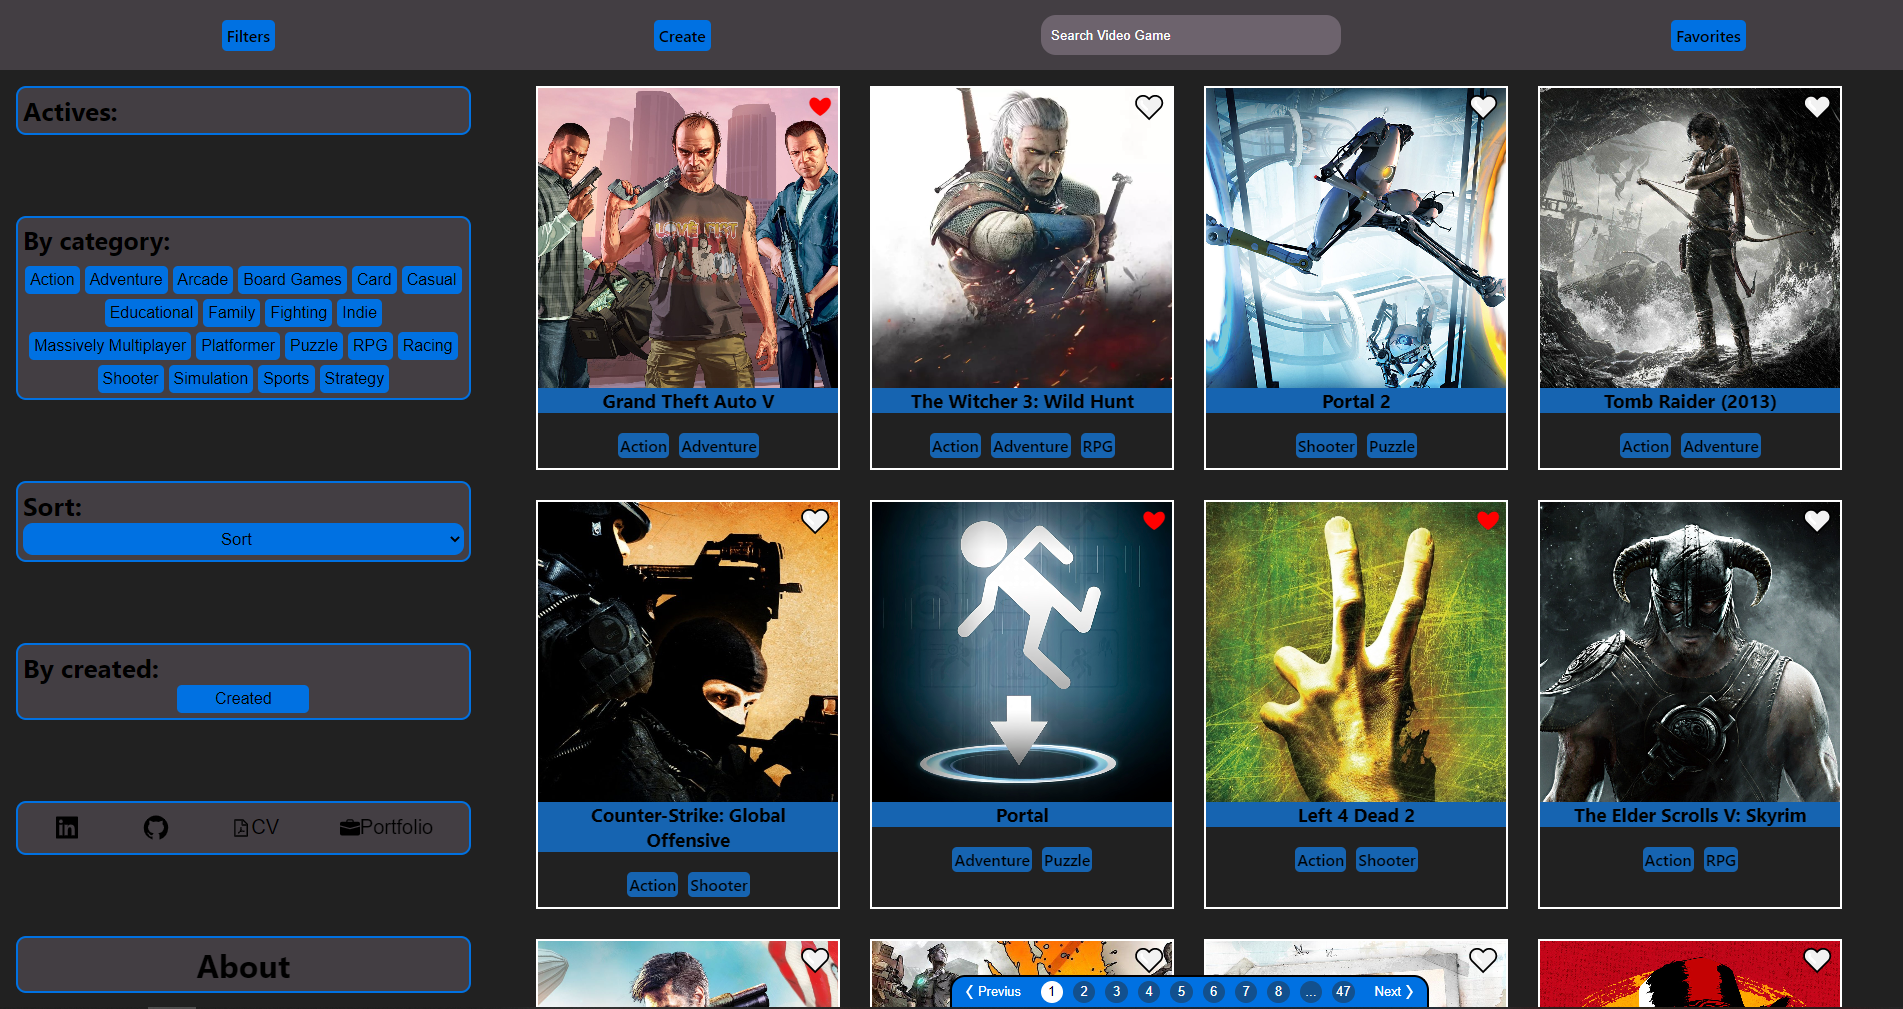 Filters
Create
Search Video Game
Favorites
Actives:
By category:
Action Adventure Arcade Board Games Card Casual
Educational Family Fighting Indie
Massively Multiplayer Platformer Puzzle RPG Racing
Shooter Simulation Sports Strategy
Sort:
Sort
By created:
Created
CV
Portfolio
About
Grand Theft Auto V
Action Adventure
The Witcher 3: Wild Hunt
Action Adventure RPG
Portal 2
Shooter Puzzle
Tomb Raider (2013)
Action Adventure
Counter-Strike: Global
Offensive
Action Shooter
Portal
Adventure Puzzle
Left 4 Dead 2
Action Shooter
The Elder Scrolls V: Skyrim
Action RPG
❮ Previus 1 2 3 4 5 6 7 8 ... 47 Next ❯